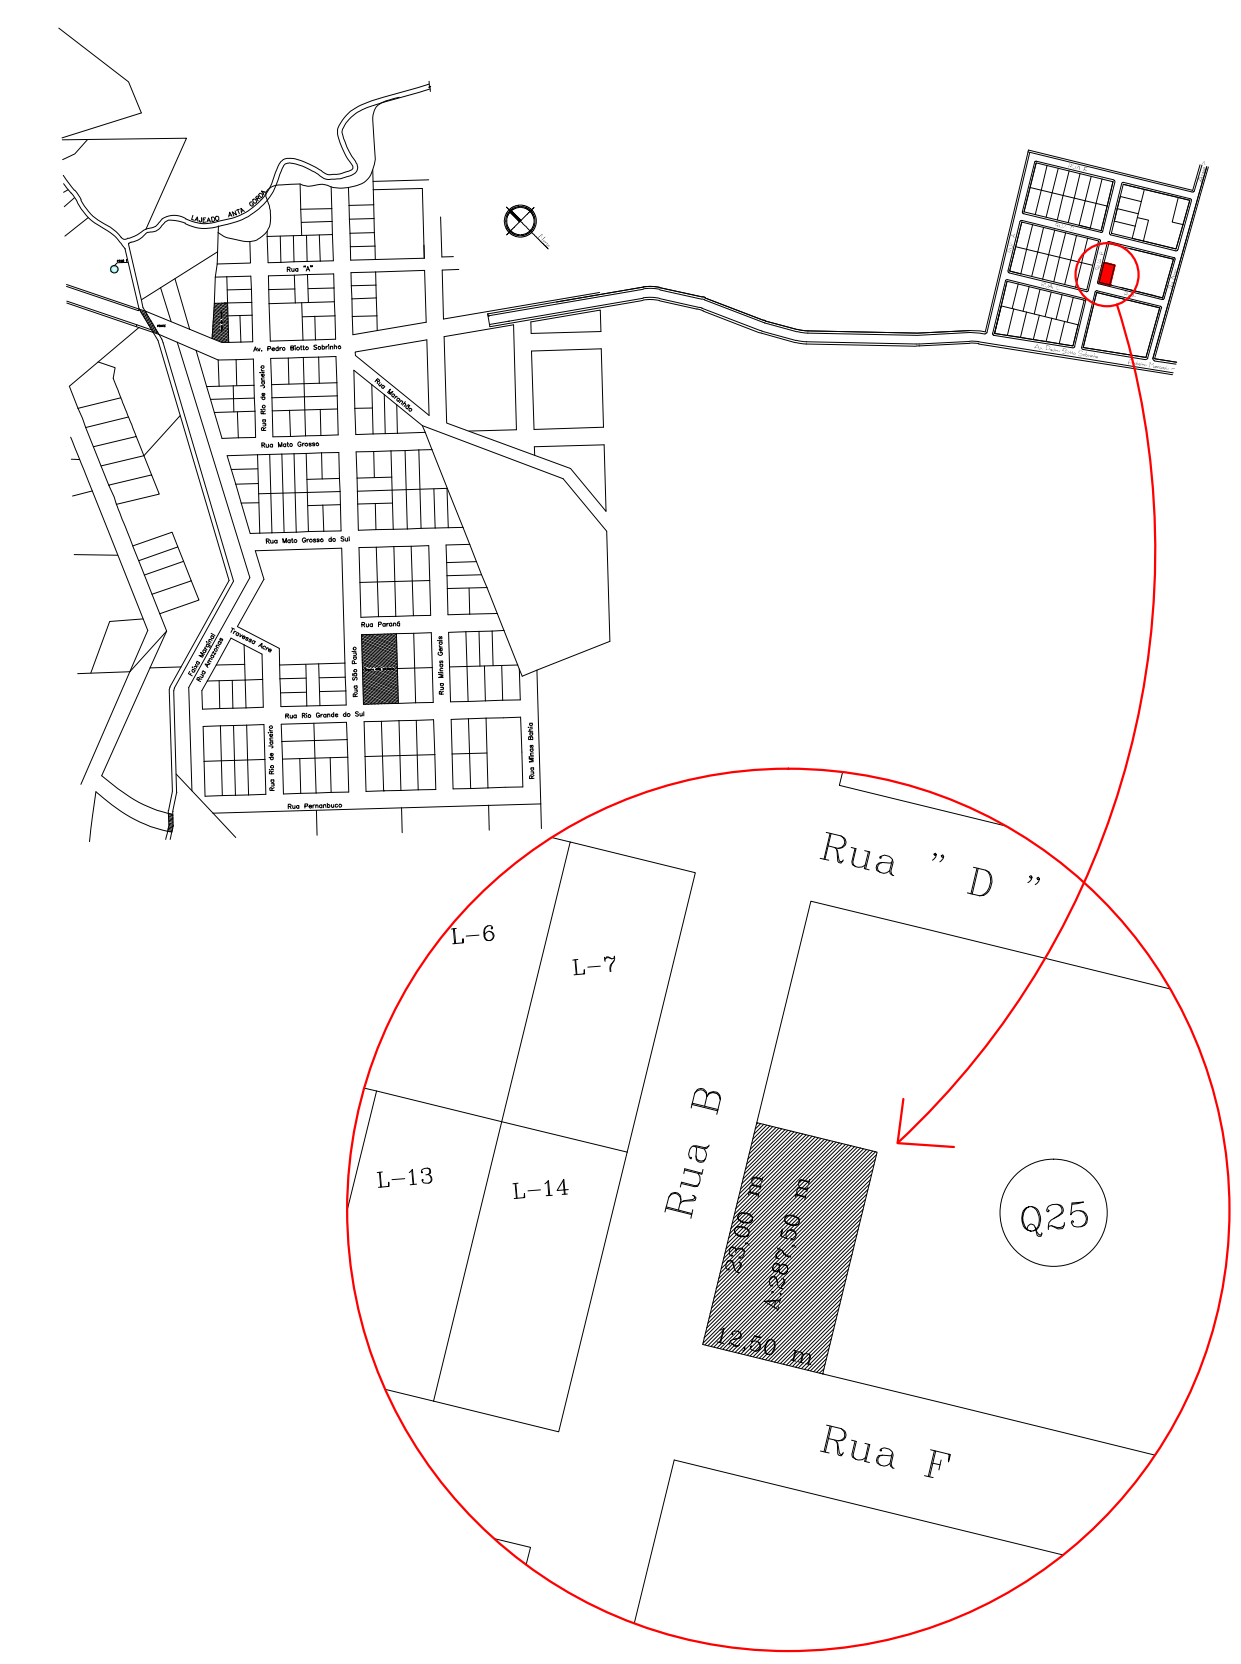 LAJEADO ANTA GORDA
Rua "A"
Av. Pedro Biotto Sobrinho
Rua Rio de Janeiro
Rua Maranhão
Rua Mato Grosso
Rua Mato Grosso do Sul
Rua Paraná
Travessa Acre
Faixa Marginal
Rua Amazonas
Rua São Paulo
Rua Minas Gerais
Rua Rio Grande do Sul
Rua Rio de Janeiro
Rua Minas Bahia
Rua Pernambuco
Rua " D "
L-6
L-7
Rua B
L-13
L-14
23,00 m
A:287,50 m
12,50 m
Q25
Rua F